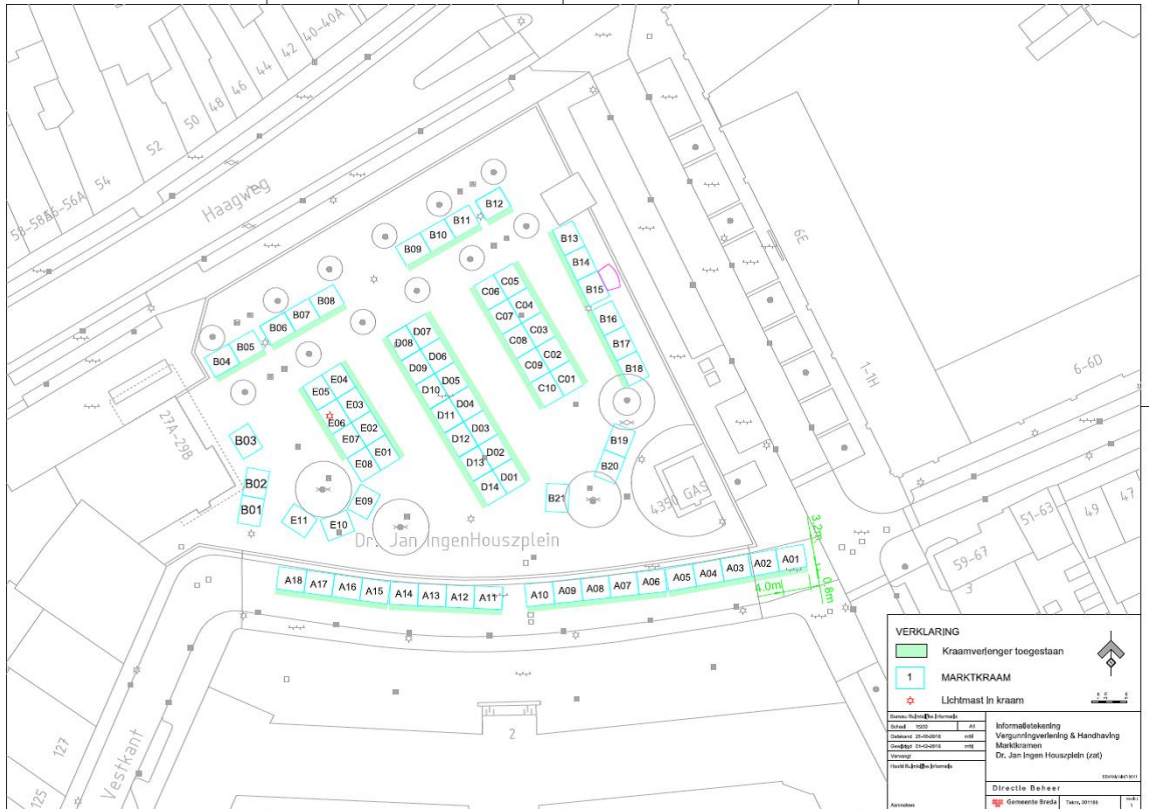 40-40A
42
44
46
48
50
52
54
56-56A
58-58A
Haagweg
B12
B11
B10
B09
B13
B14
B15
B16
B17
B18
B19
B20
B21
B08
B07
B06
B05
B04
B03
B02
B01
C05
C06
C04
C07
C03
C08
C02
C09
C01
C10
D07
D08
D06
D09
D05
D10
D04
D11
D03
D12
D02
D13
D01
D14
E04
E05
E03
E06
E02
E07
E01
E08
E09
E10
E11
27A-29B
6E
1-1H
6-6D
4350 GAS
51-63
49
47
59-67
3
Dr. Jan IngenHouszplein
A18
A17
A16
A15
A14
A13
A12
A11
A10
A09
A08
A07
A06
A05
A04
A03
A02
A01
3.2m
4.0m
0.8m
2
127
125
Vestkant
VERKLARING
Kraamverlenger toegestaan
1 MARKTKRAAM
Lichtmast in kraam
Informatietekening
Vergunningverlening & Handhaving
Marktkramen
Dr. Jan Ingen Houszplein (zat)
Directie Beheer
Gemeente Breda